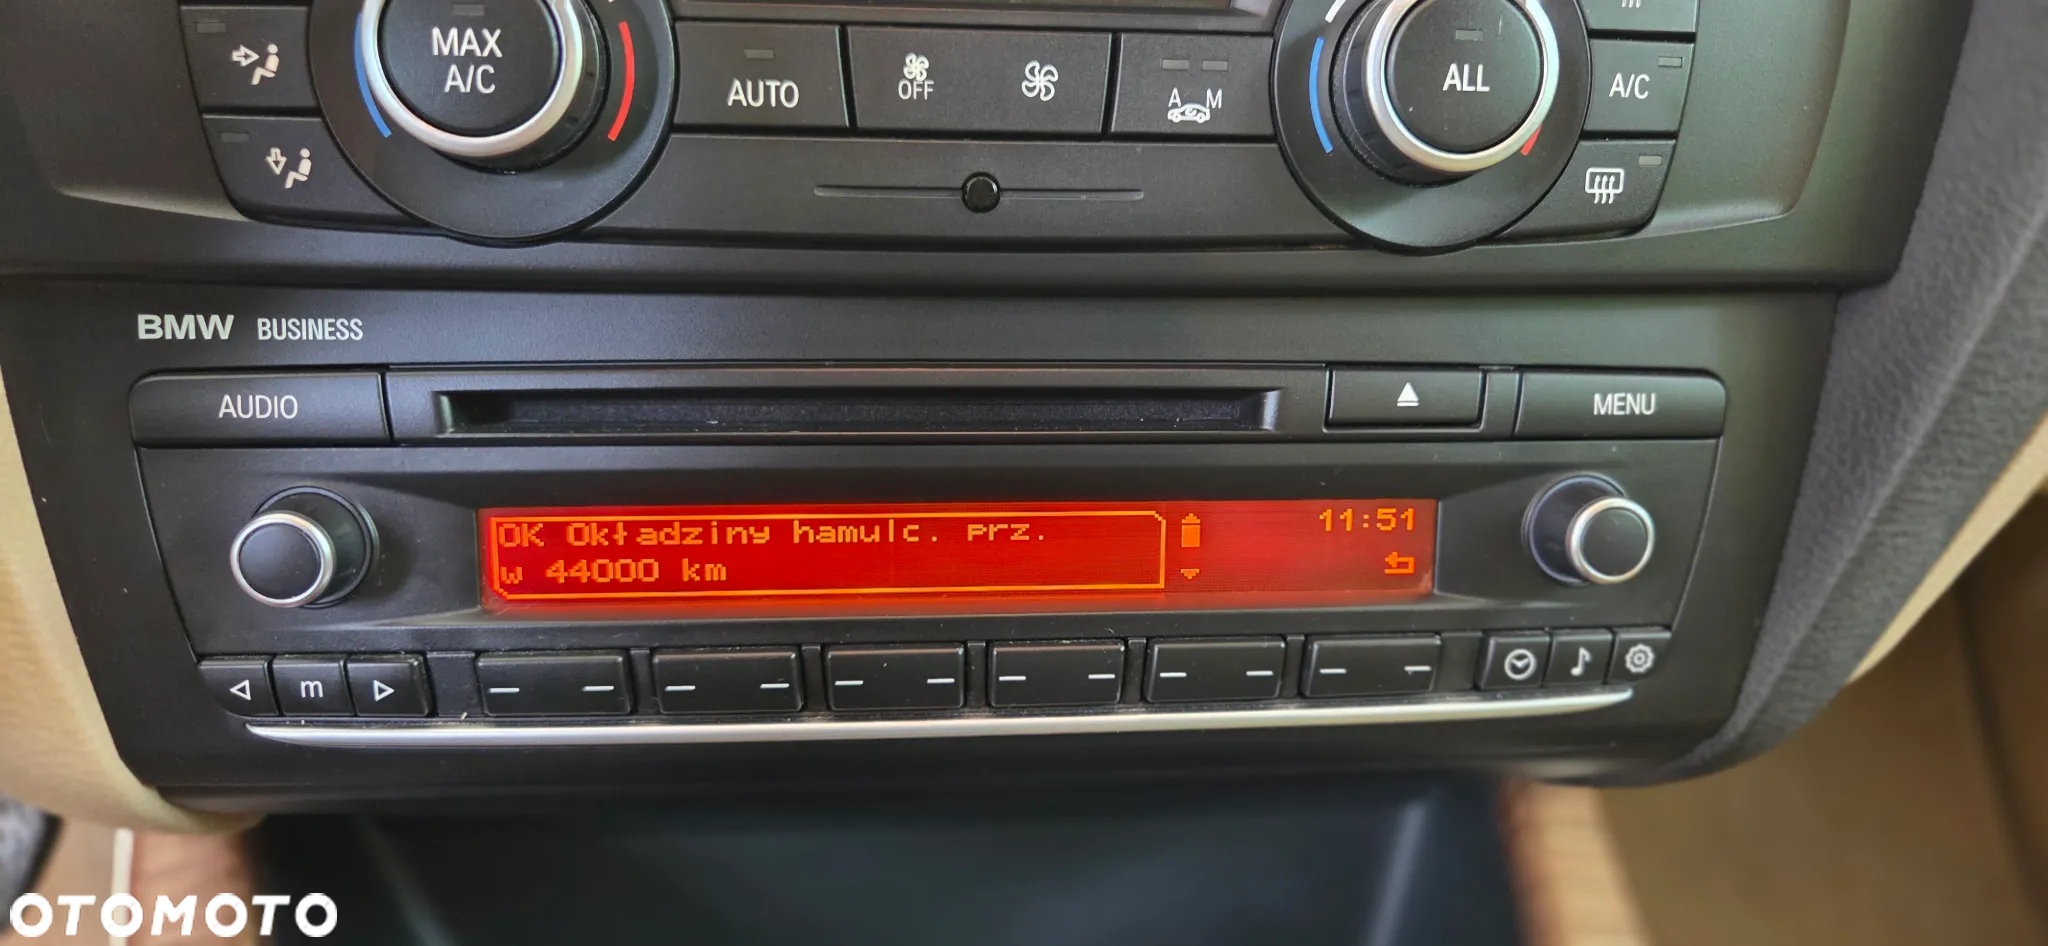 MAX
A/C
AUTO
OFF
A M
ALL
A/C
BMW BUSINESS
AUDIO
MENU
OK Okładziny hamulc. prz.
w 44000 km
11:51
m
OTOMOTO